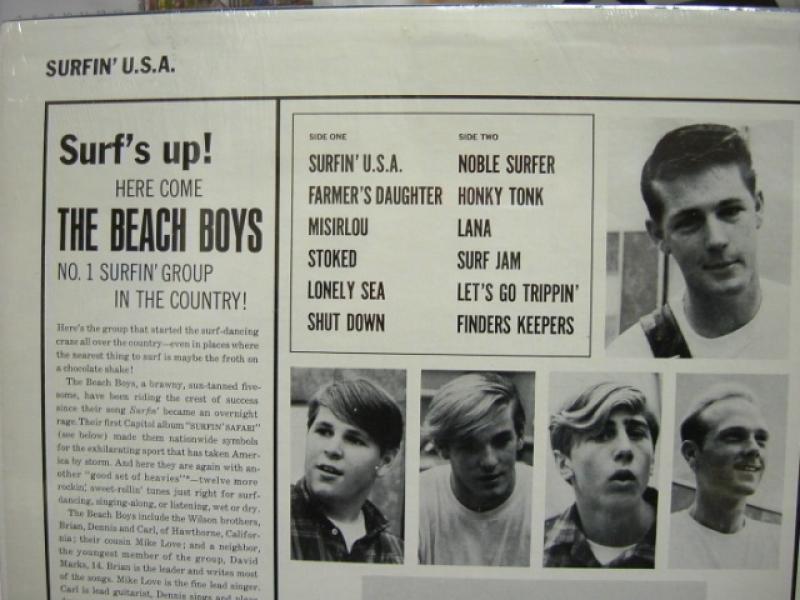 SURFIN' U.S.A.
Surf's up!
HERE COME
THE BEACH BOYS
NO. 1 SURFIN' GROUP
IN THE COUNTRY!
Here's the group that started the surf-dancing
craze all over the country—even in places where
the nearest thing to surf is maybe the froth on
a chocolate shake!
The Beach Boys, a brawny, sun-tanned five-
some, have been riding the crest of success
since their song Surfin' became an overnight
rage. Their first Capitol album "SURFIN' SAFARI"
(see below) made them nationwide symbols
for the exhilarating sport that has taken Amer-
ica by storm. And here they are again with an-
other "good set of heavies"*—twelve more
rockin', sweet-rollin' tunes just right for surf-
dancing, singing-along, or listening, wet or dry.
The Beach Boys include the Wilson brothers,
Brian, Dennis and Carl, of Hawthorne, Califor-
nia; their cousin Mike Love; and a neighbor,
the youngest member of the group, David
Marks, 14. Brian is the leader and writes most
of the songs. Mike Love is the fine lead singer.
Carl is lead guitarist, Dennis sings and plays
SIDE ONE
SURFIN' U.S.A.
FARMER'S DAUGHTER
MISIRLOU
STOKED
LONELY SEA
SHUT DOWN
SIDE TWO
NOBLE SURFER
HONKY TONK
LANA
SURF JAM
LET'S GO TRIPPIN'
FINDERS KEEPERS